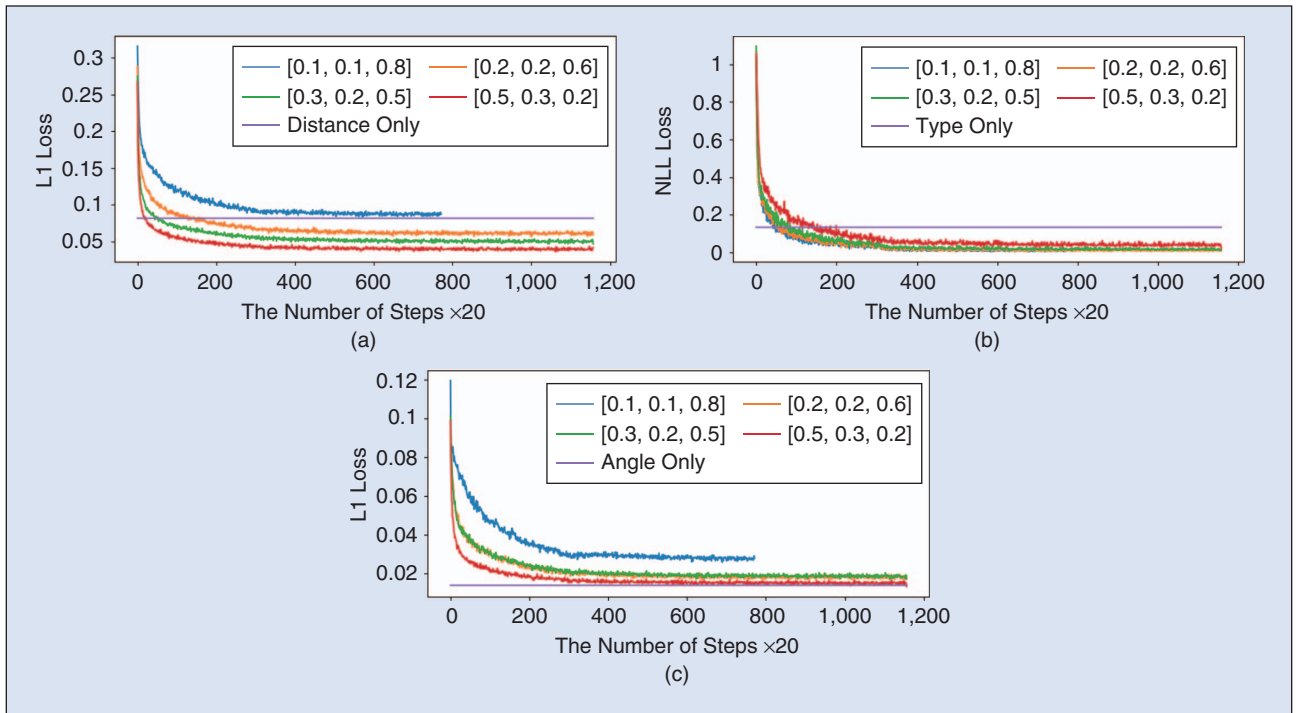 0.3
0.25
0.2
0.15
0.1
0.05
L1 Loss
[0.1, 0.1, 0.8] [0.2, 0.2, 0.6]
[0.3, 0.2, 0.5] [0.5, 0.3, 0.2]
Distance Only
0 200 400 600 800 1,000 1,200
The Number of Steps ×20
(a)
1
0.8
0.6
0.4
0.2
0
NLL Loss
[0.1, 0.1, 0.8] [0.2, 0.2, 0.6]
[0.3, 0.2, 0.5] [0.5, 0.3, 0.2]
Type Only
0 200 400 600 800 1,000 1,200
The Number of Steps ×20
(b)
0.12
0.1
0.08
0.06
0.04
0.02
L1 Loss
[0.1, 0.1, 0.8] [0.2, 0.2, 0.6]
[0.3, 0.2, 0.5] [0.5, 0.3, 0.2]
Angle Only
0 200 400 600 800 1,000 1,200
The Number of Steps ×20
(c)